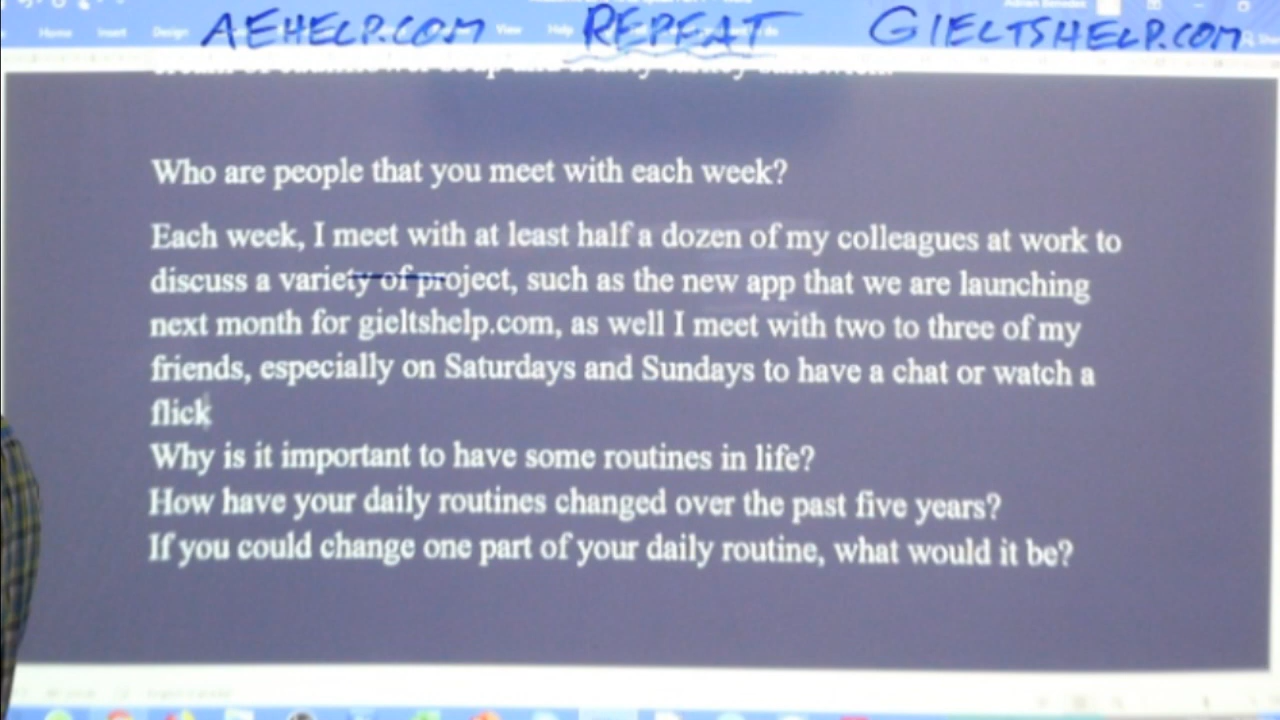 AEHELP.COM REPEAT GIELTSHELP.COM
Home Insert Design View Help
Who are people that you meet with each week?
Each week, I meet with at least half a dozen of my colleagues at work to
discuss a variety of project, such as the new app that we are launching
next month for gieltshelp.com, as well I meet with two to three of my
friends, especially on Saturdays and Sundays to have a chat or watch a
flick
Why is it important to have some routines in life?
How have your daily routines changed over the past five years?
If you could change one part of your daily routine, what would it be?